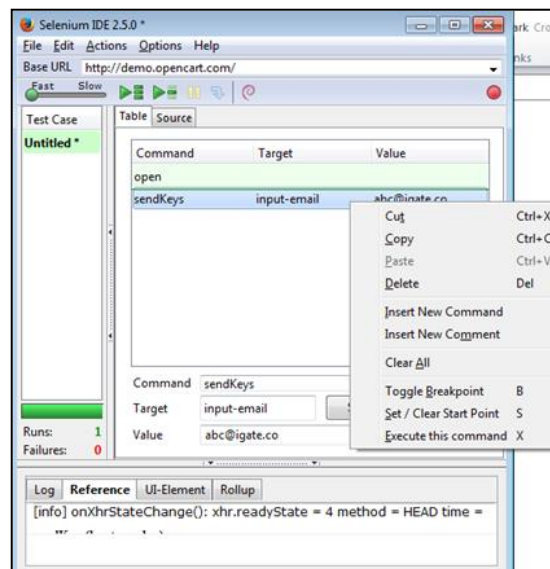 Selenium IDE 2.5.0 *
File Edit Actions Options Help
Base URL http://demo.opencart.com/
Fast Slow
Test Case
Table Source
Untitled *
Command Target Value
open
sendKeys input-email abc@igate.co
Cut Ctrl+X
Copy Ctrl+C
Paste Ctrl+V
Delete Del
Insert New Command
Insert New Comment
Clear All
Toggle Breakpoint B
Set / Clear Start Point S
Execute this command X
Command sendKeys
Target input-email
Value abc@igate.co
Runs: 1
Failures: 0
Log Reference UI-Element Rollup
[info] onXhrStateChange(): xhr.readyState = 4 method = HEAD time =